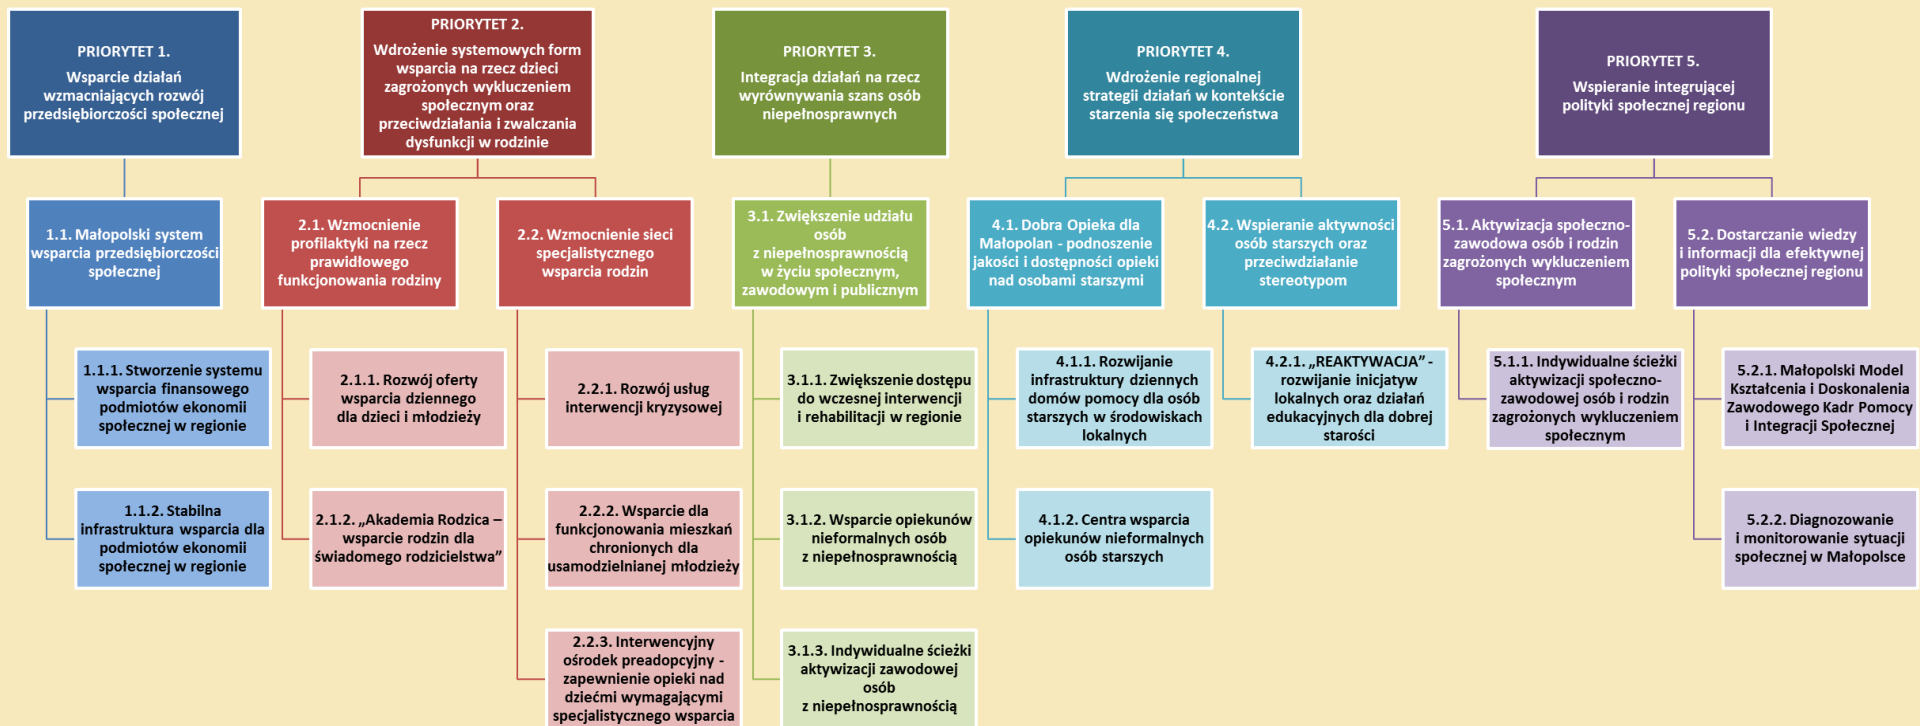 PRIORYTET 1.
Wsparcie działań
wzmacniających rozwój
przedsiębiorczości społecznej
PRIORYTET 2.
Wdrożenie systemowych form
wsparcia na rzecz dzieci
zagrożonych wykluczeniem
społecznym oraz
przeciwdziałania i zwalczania
dysfunkcji w rodzinie
PRIORYTET 3.
Integracja działań na rzecz
wyrównywania szans osób
niepełnosprawnych
PRIORYTET 4.
Wdrożenie regionalnej
strategii działań w kontekście
starzenia się społeczeństwa
PRIORYTET 5.
Wspieranie integrującej
polityki społecznej regionu
1.1. Małopolski system
wsparcia przedsiębiorczości
społecznej
2.1. Wzmocnienie
profilaktyki na rzecz
prawidłowego
funkcjonowania rodziny
2.2. Wzmocnienie sieci
specjalistycznego
wsparcia rodzin
3.1. Zwiększenie udziału
osób
z niepełnosprawnością
w życiu społecznym,
zawodowym i publicznym
4.1. Dobra Opieka dla
Małopolan - podnoszenie
jakości i dostępności opieki
nad osobami starszymi
4.2. Wspieranie aktywności
osób starszych oraz
przeciwdziałanie
stereotypom
5.1. Aktywizacja społeczno-
zawodowa osób i rodzin
zagrożonych wykluczeniem
społecznym
5.2. Dostarczanie wiedzy
i informacji dla efektywnej
polityki społecznej regionu
1.1.1. Stworzenie systemu
wsparcia finansowego
podmiotów ekonomii
społecznej w regionie
2.1.1. Rozwój oferty
wsparcia dziennego
dla dzieci i młodzieży
2.2.1. Rozwój usług
interwencji kryzysowej
3.1.1. Zwiększenie dostępu
do wczesnej interwencji
i rehabilitacji w regionie
4.1.1. Rozwijanie
infrastruktury dziennych
domów pomocy dla osób
starszych w środowiskach
lokalnych
4.2.1. „REAKTYWACJA” -
rozwijanie inicjatyw
lokalnych oraz działań
edukacyjnych dla dobrej
starości
5.1.1. Indywidualne ścieżki
aktywizacji społeczno-
zawodowej osób i rodzin
zagrożonych wykluczeniem
społecznym
5.2.1. Małopolski Model
Kształcenia i Doskonalenia
Zawodowego Kadr Pomocy
i Integracji Społecznej
1.1.2. Stabilna
infrastruktura wsparcia dla
podmiotów ekonomii
społecznej w regionie
2.1.2. „Akademia Rodzica –
wsparcie rodzin dla
świadomego rodzicielstwa”
2.2.2. Wsparcie dla
funkcjonowania mieszkań
chronionych dla
usamodzielnianej młodzieży
3.1.2. Wsparcie opiekunów
nieformalnych osób
z niepełnosprawnością
4.1.2. Centra wsparcia
opiekunów nieformalnych
osób starszych
5.2.2. Diagnozowanie
i monitorowanie sytuacji
społecznej w Małopolsce
2.2.3. Interwencyjny
ośrodek preadopcyjny -
zapewnienie opieki nad
dziećmi wymagającymi
specjalistycznego wsparcia
3.1.3. Indywidualne ścieżki
aktywizacji zawodowej
osób
z niepełnosprawnością